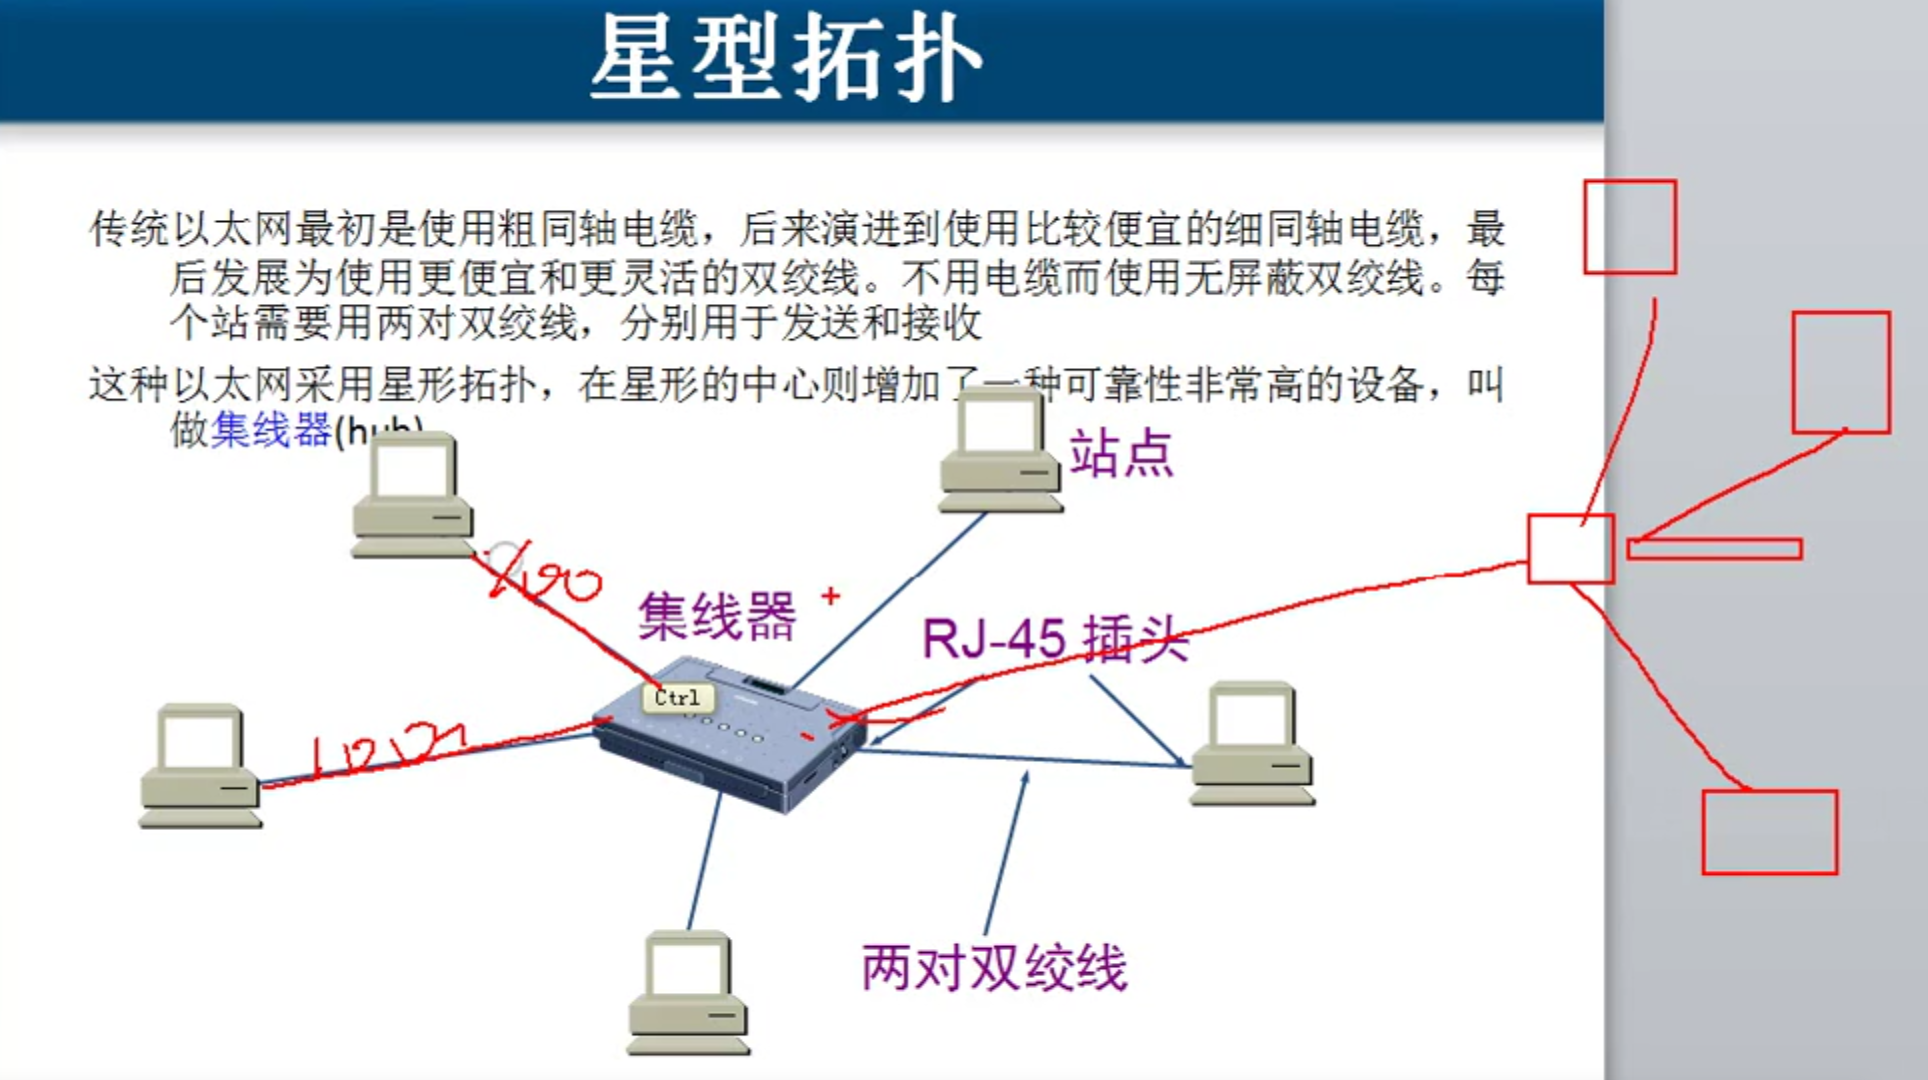 星型拓扑
传统以太网最初是使用粗同轴电缆，后来演进到使用比较便宜的细同轴电缆，最
后发展为使用更便宜和更灵活的双绞线。不用电缆而使用无屏蔽双绞线。每
个站需要用两对双绞线，分别用于发送和接收
这种以太网采用星形拓扑，在星形的中心则增加了一种可靠性非常高的设备，叫
做集线器(hub)
站点
集线器
RJ-45 插头
Ctrl
两对双绞线